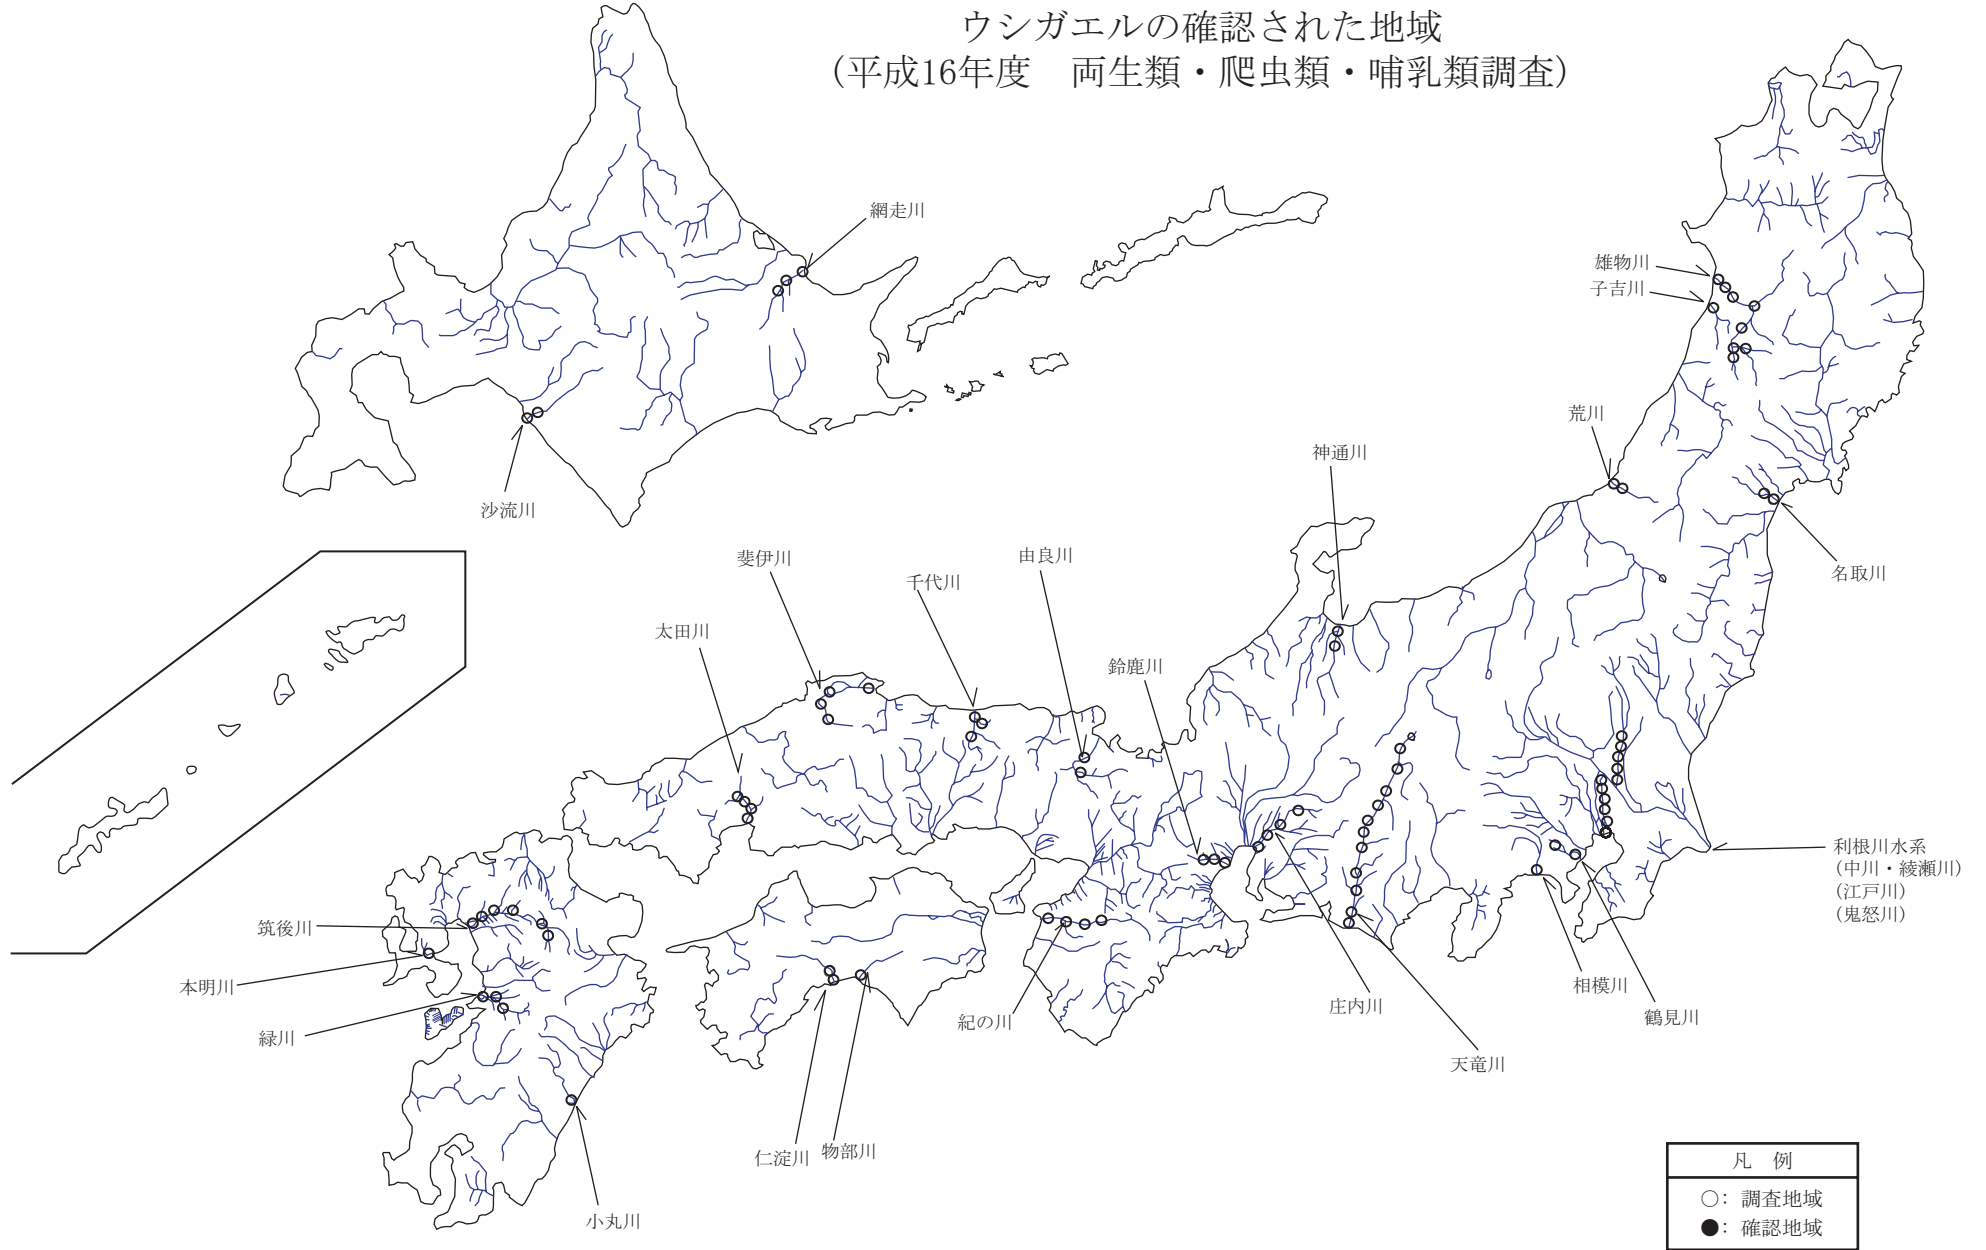 ウシガエルの確認された地域
(平成16年度　両生類・爬虫類・哺乳類調査)
網走川
沙流川
雄物川
子吉川
荒川
名取川
神通川
由良川
千代川
斐伊川
太田川
鈴鹿川
利根川水系
(中川・綾瀬川)
(江戸川)
(鬼怒川)
相模川
鶴見川
庄内川
天竜川
紀の川
筑後川
本明川
緑川
小丸川
仁淀川
物部川
凡　例
○：調査地域
●：確認地域